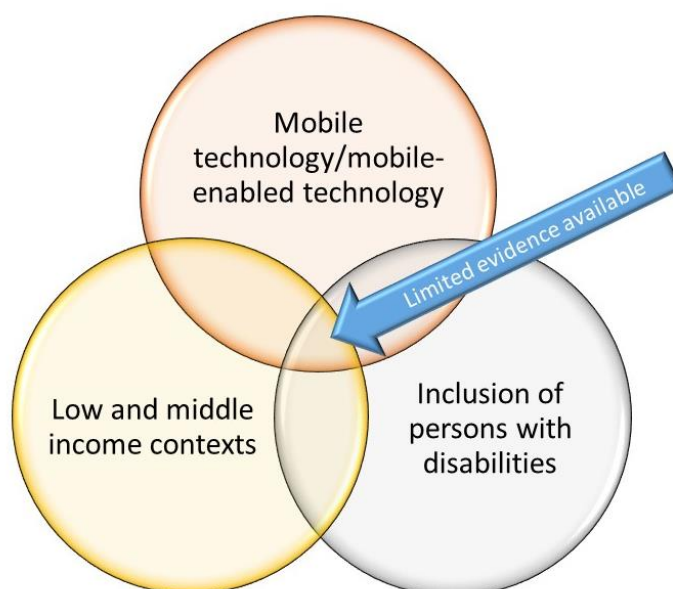 Mobile
technology/mobile-
enabled technology
Limited evidence available
Low and middle
income contexts
Inclusion of
persons with
disabilities